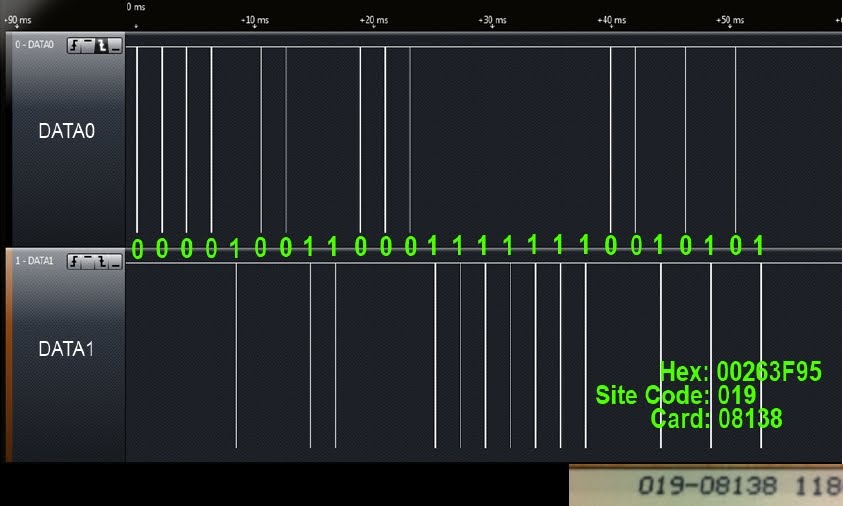 0 ms
+90 ms +10 ms +20 ms +30 ms +40 ms +50 ms
0 - DATA0
DATA0
0 0 0 0 1 0 0 1 1 0 0 0 1 1 1 1 1 1 1 0 0 1 0 1 0 1
1 - DATA1
DATA1
Hex: 00263F95
Site Code: 019
Card: 08138
019-08138 118